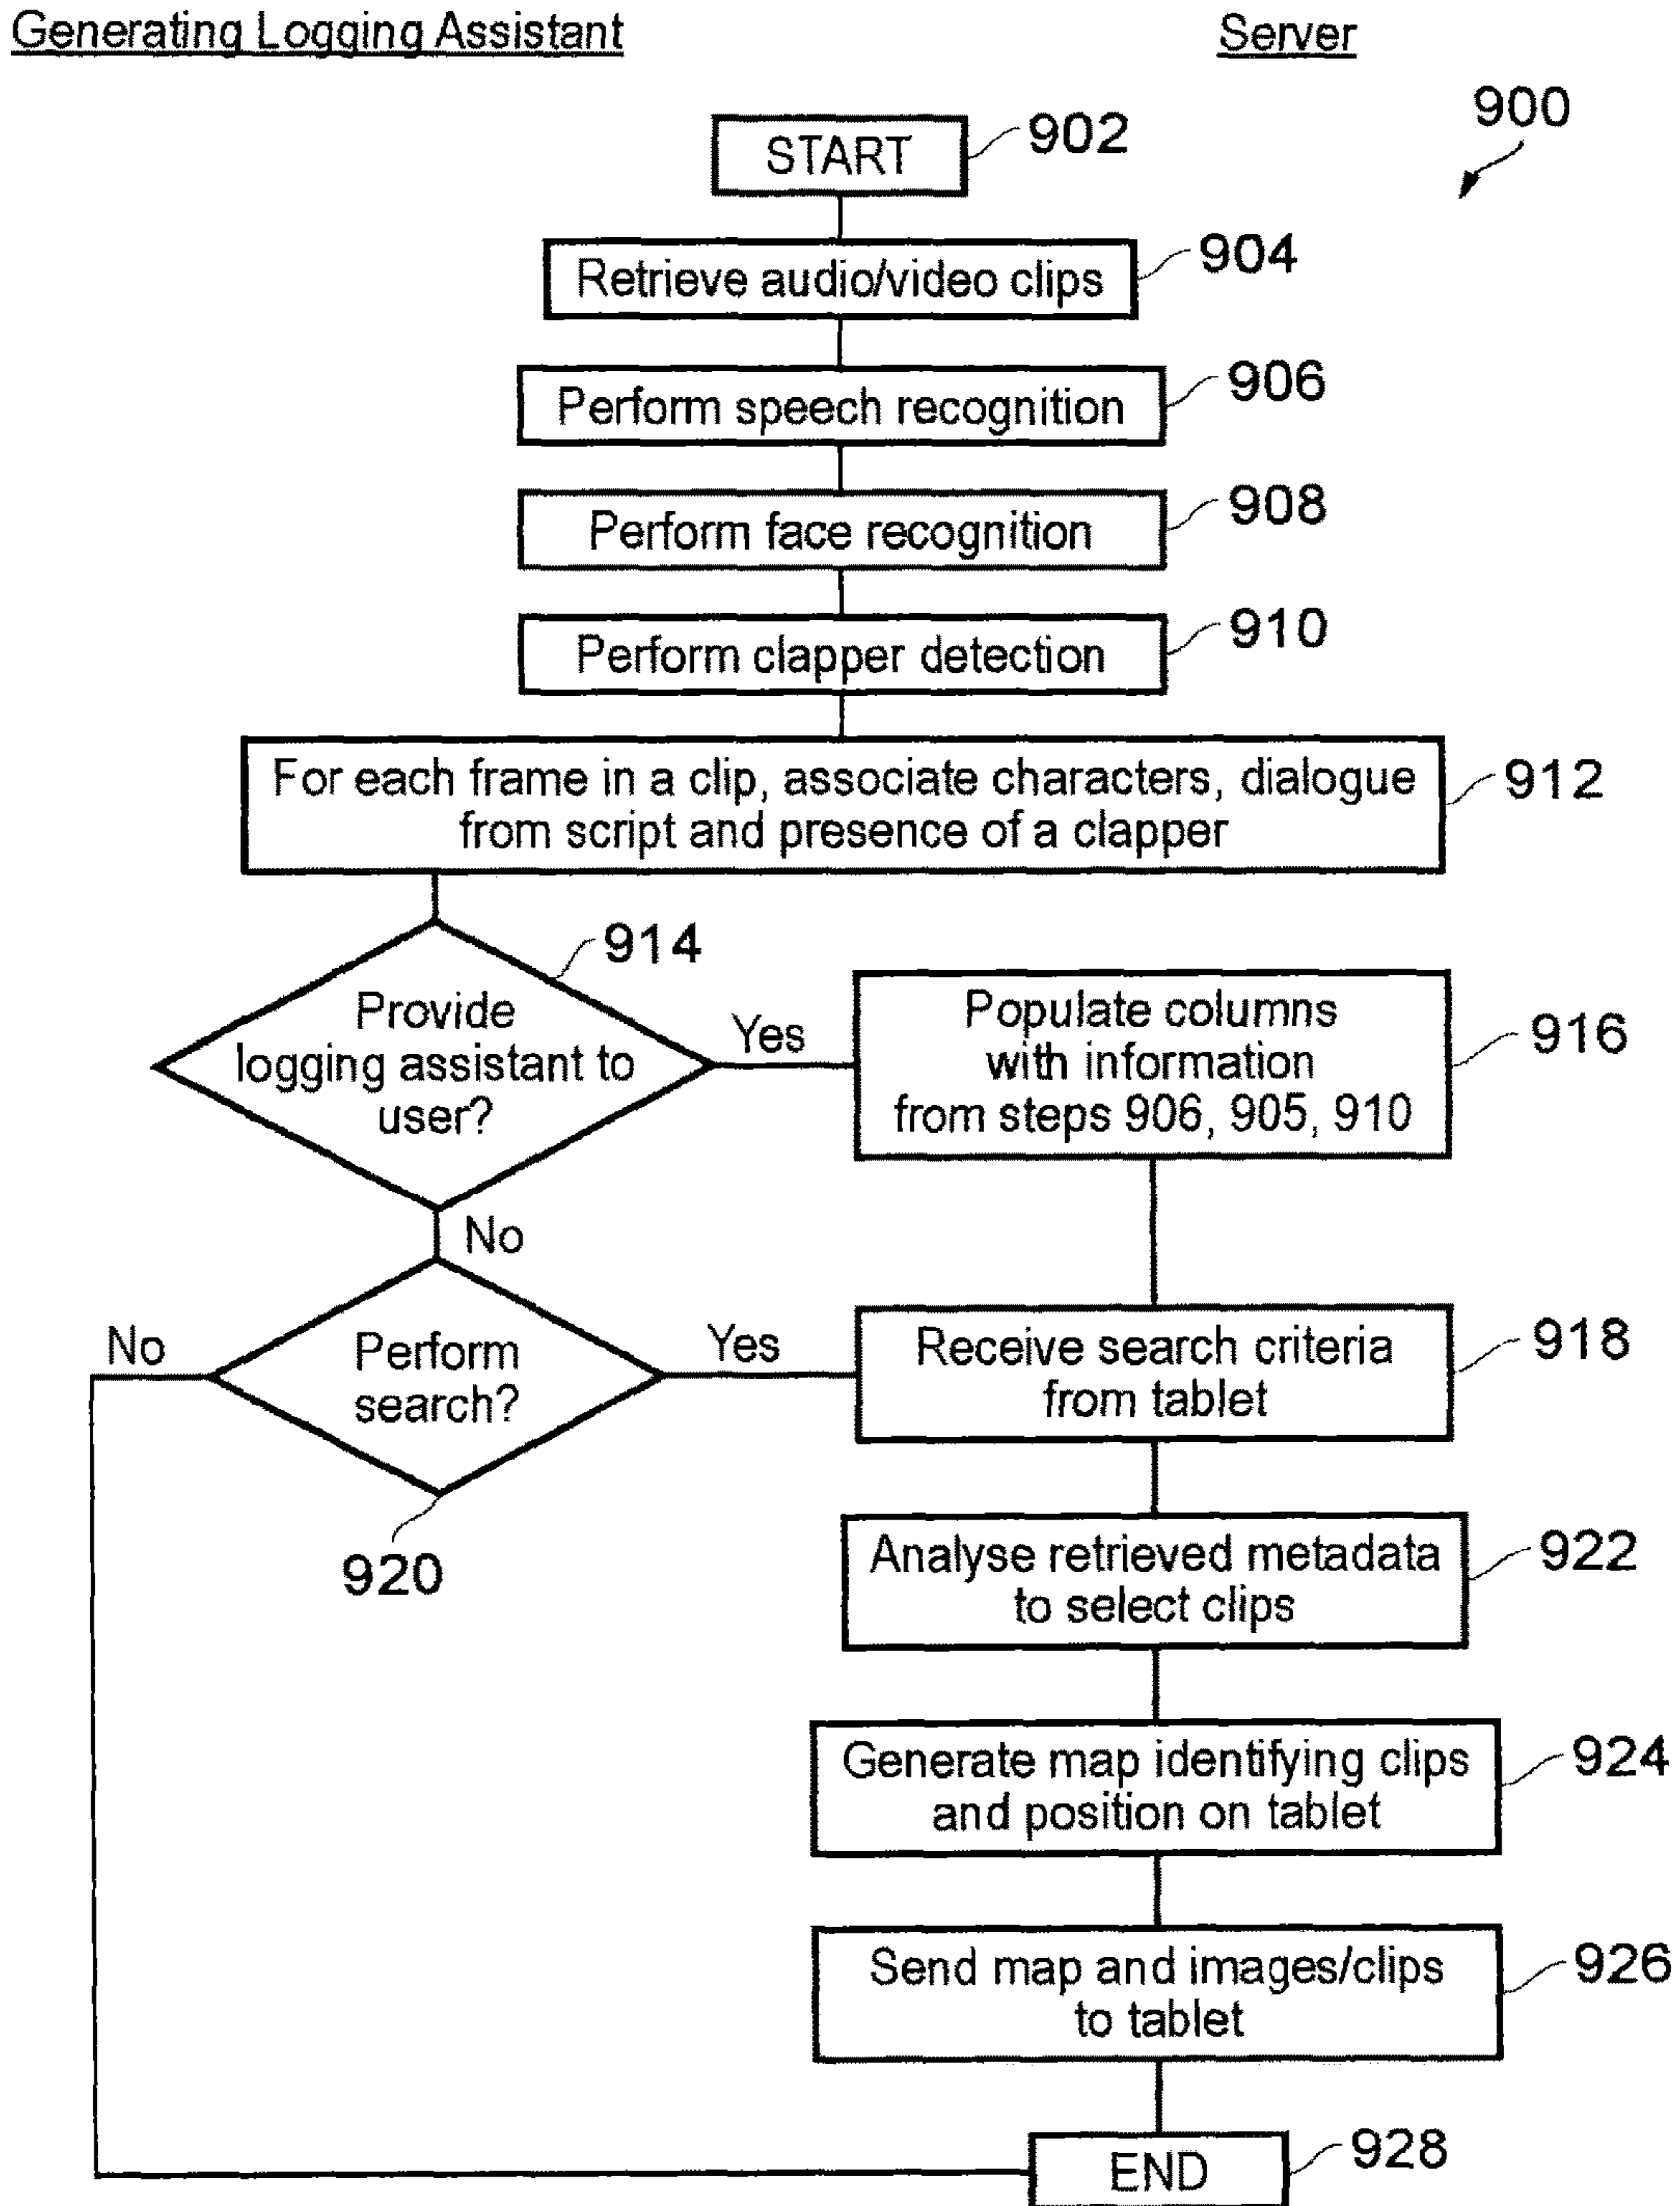 Generating Logging Assistant
Server
900
START
902
Retrieve audio/video clips
904
Perform speech recognition
906
Perform face recognition
908
Perform clapper detection
910
For each frame in a clip, associate characters, dialogue
from script and presence of a clapper
912
914
Provide
logging assistant to
user?
Yes
Populate columns
with information
from steps 906, 905, 910
916
No
No
Perform
search?
Yes
920
Receive search criteria
from tablet
918
Analyse retrieved metadata
to select clips
922
Generate map identifying clips
and position on tablet
924
Send map and images/clips
to tablet
926
END
928